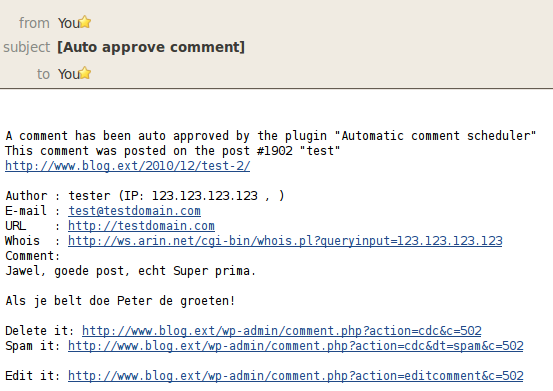 from You
subject [Auto approve comment]
to You
A comment has been auto approved by the plugin "Automatic comment scheduler"
This comment was posted on the post #1902 "test"
http://www.blog.ext/2010/12/test-2/
Author : tester (IP: 123.123.123.123 , )
E-mail : test@testdomain.com
URL : http://testdomain.com
Whois : http://ws.arin.net/cgi-bin/whois.pl?queryinput=123.123.123.123
Comment:
Jawel, goede post, echt Super prima.
Als je belt doe Peter de groeten!
Delete it: http://www.blog.ext/wp-admin/comment.php?action=cdc&c=502
Spam it: http://www.blog.ext/wp-admin/comment.php?action=cdc&dt=spam&c=502
Edit it: http://www.blog.ext/wp-admin/comment.php?action=editcomment&c=502